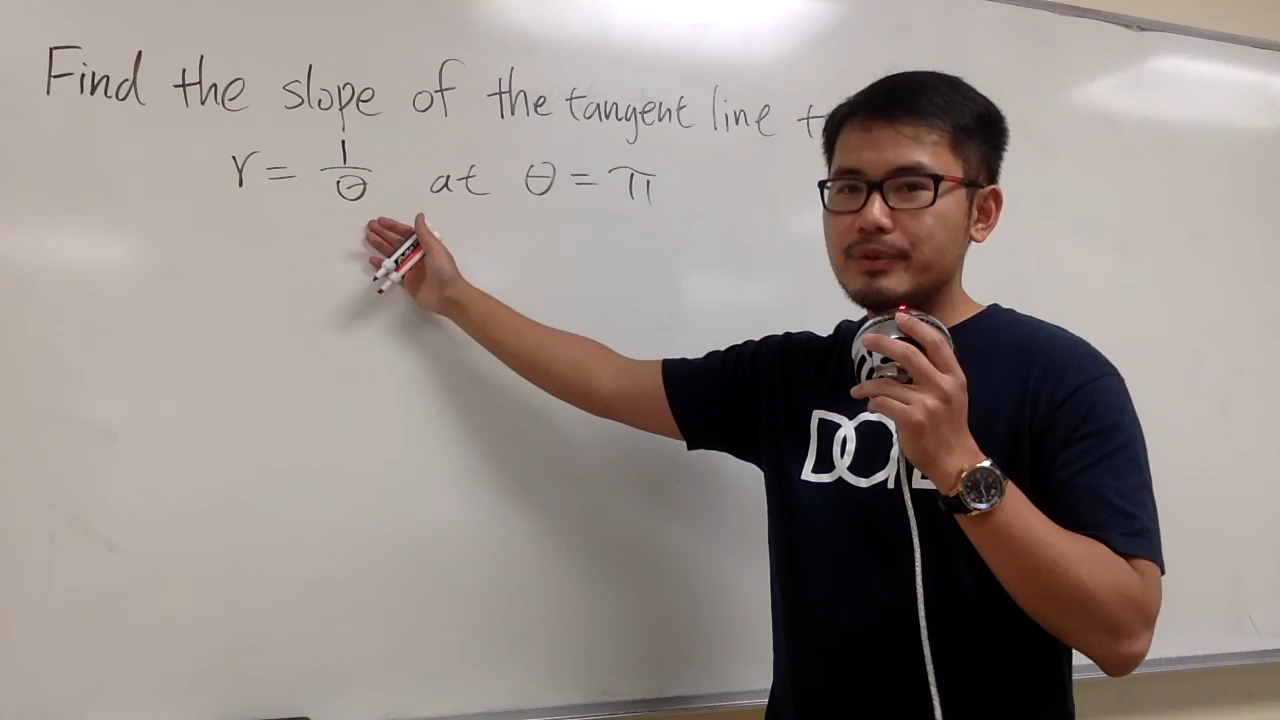 Find the slope of the tangent line
r = 1/θ at θ = π